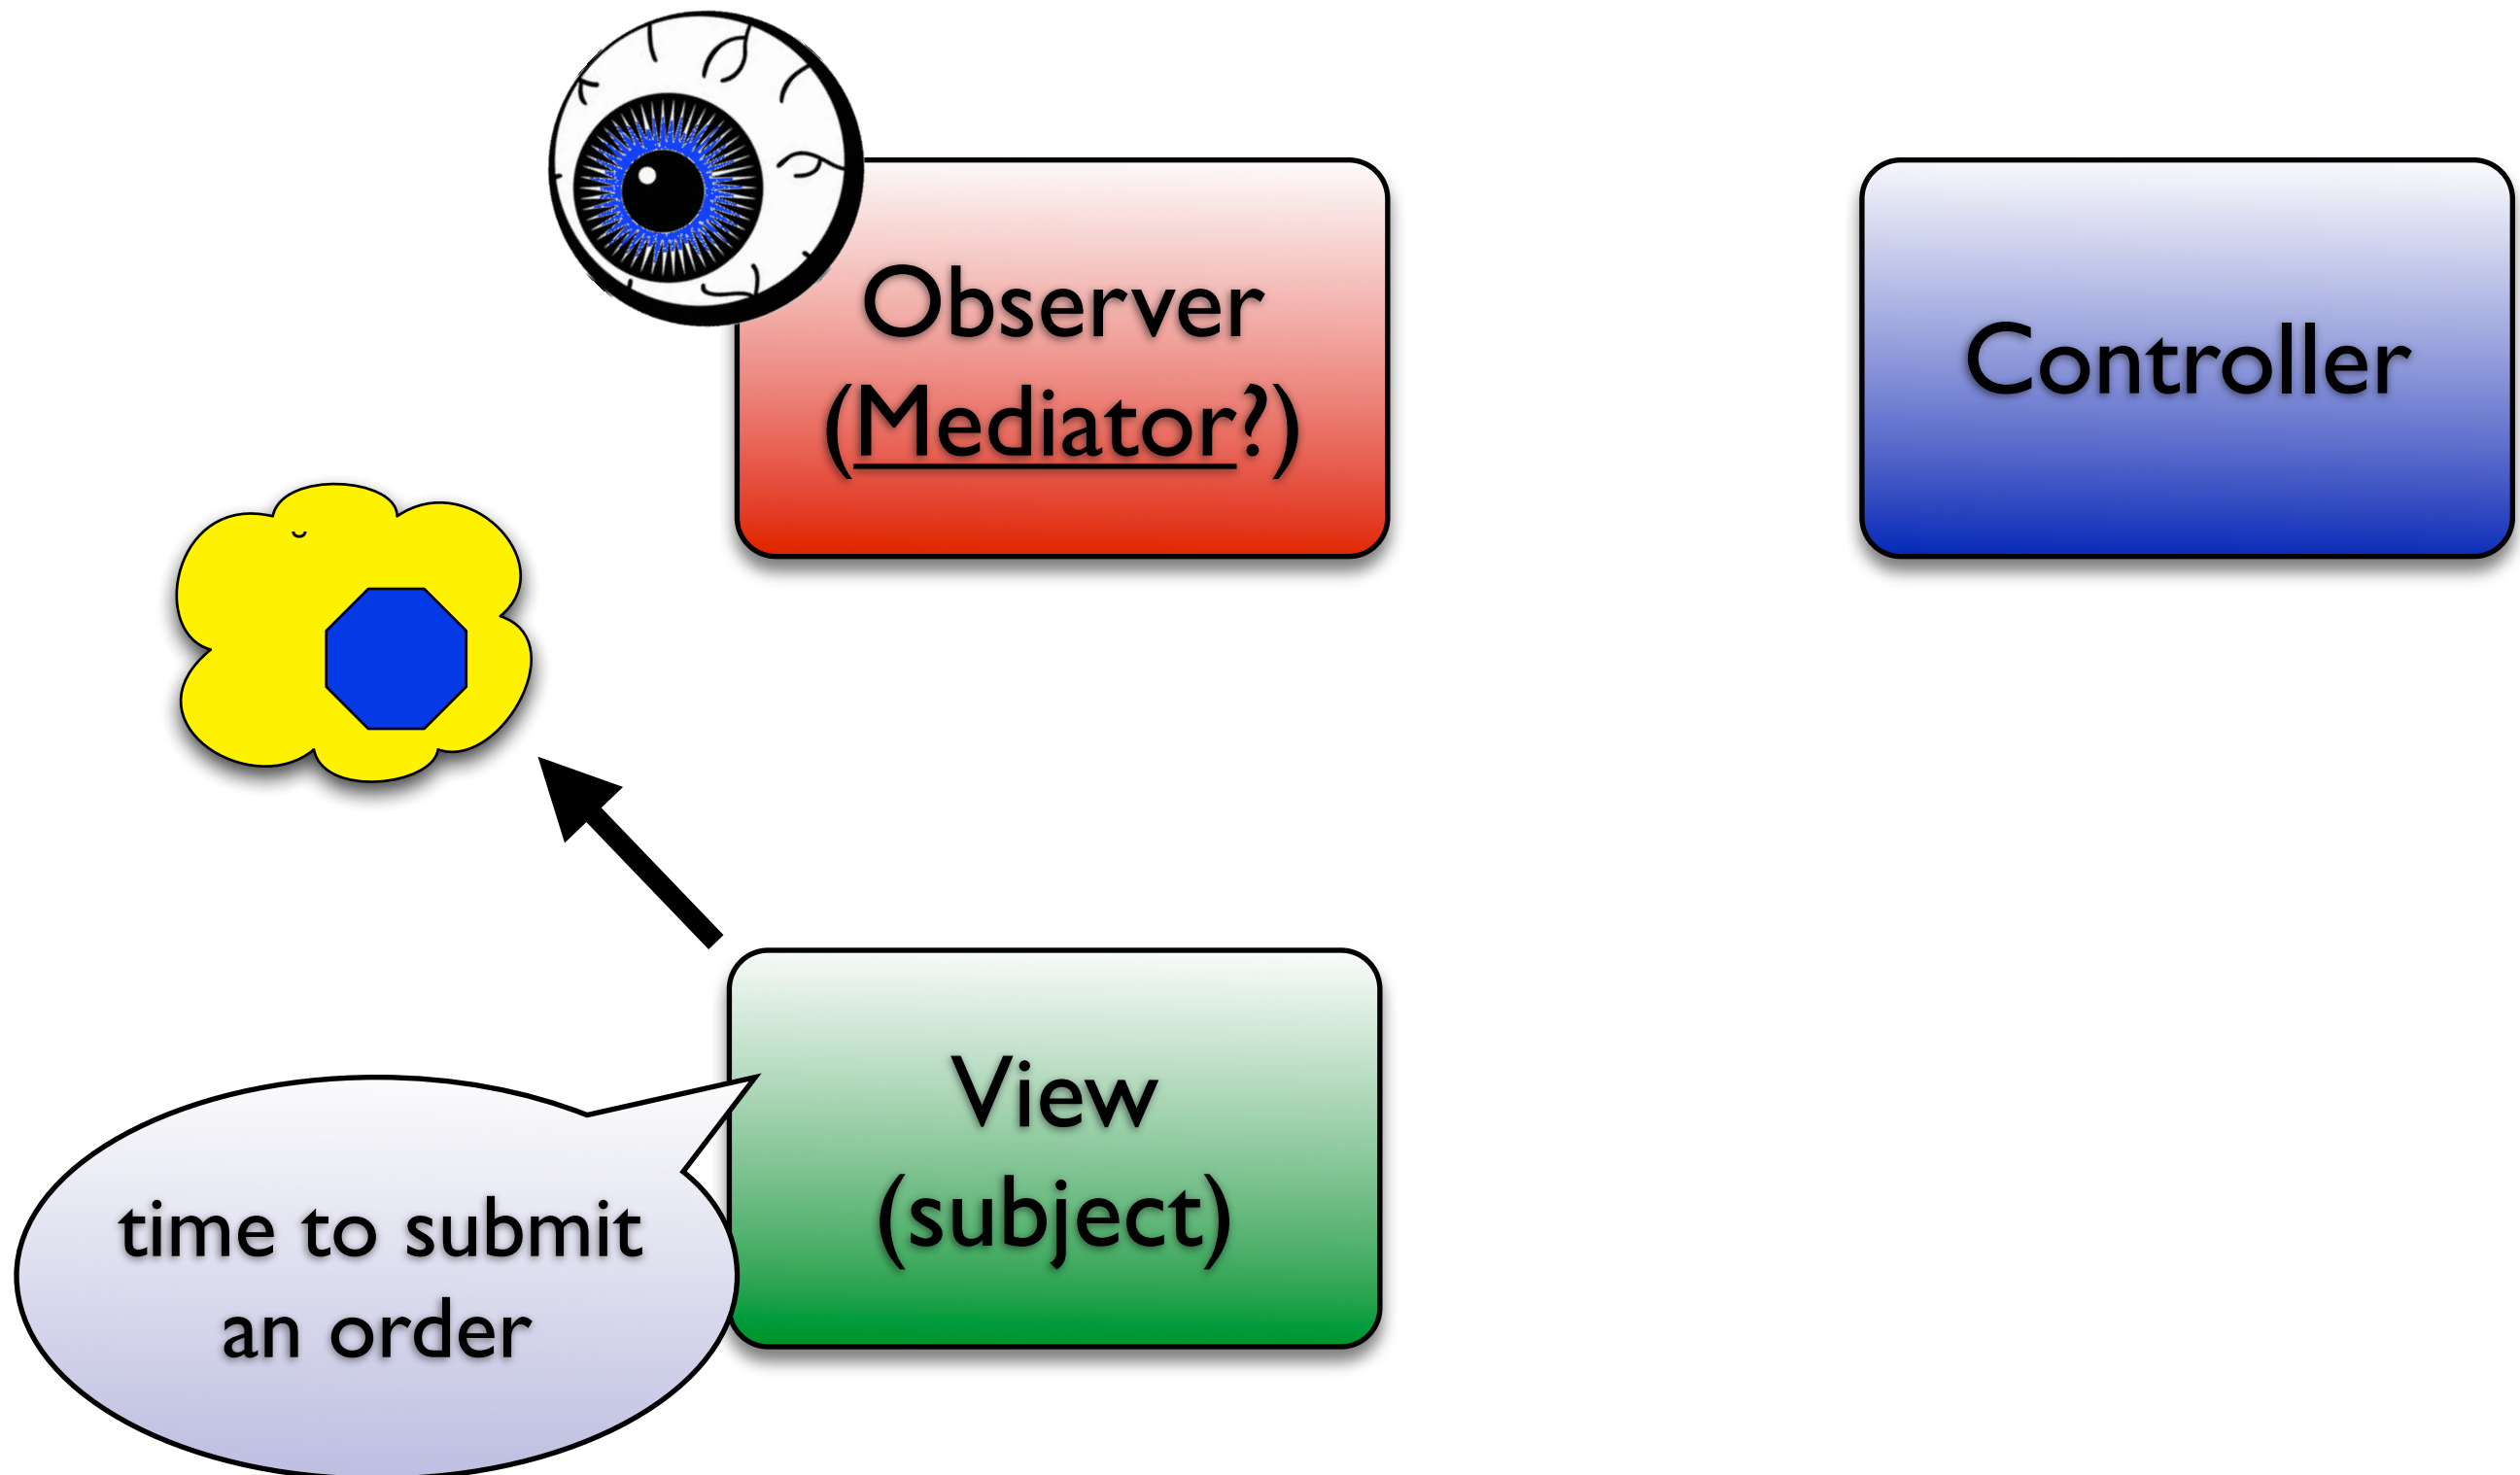 Observer
(Mediator?)
Controller
View
(subject)
time to submit
an order